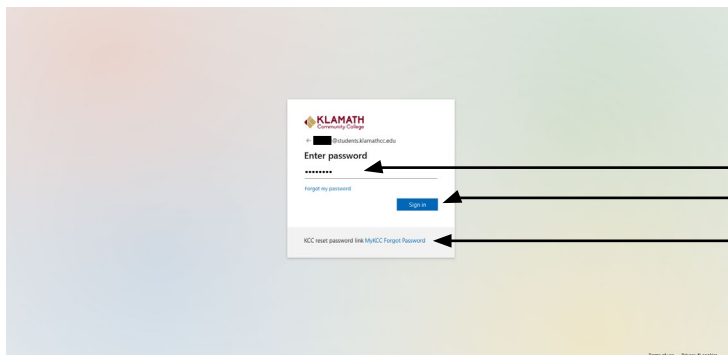 KLAMATH
Community College
@students.klamathcc.edu
Enter password
Forgot my password
Sign in
KCC reset password link MyKCC Forgot Password